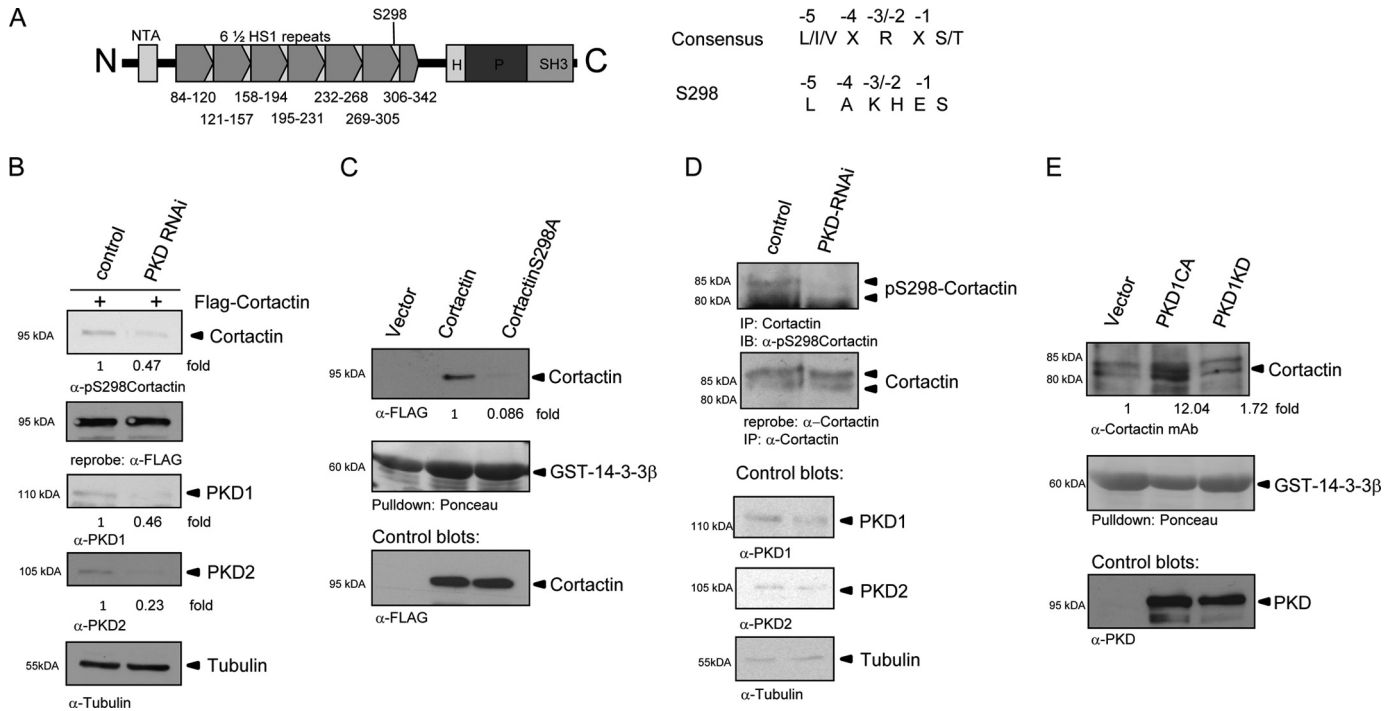 A
S298
NTA
6 ½ HS1 repeats
N
H
P
SH3
C
84-120
158-194
232-268
306-342
121-157
195-231
269-305
-5 -4 -3/-2 -1
Consensus L/I/V X R X S/T
-5 -4 -3/-2 -1
S298 L A K H E S
B
control
PKD RNAi
+ + Flag-Cortactin
95 kDA
Cortactin
1 0.47 fold
α-pS298Cortactin
95 kDA
reprobe: α-FLAG
110 kDA
PKD1
1 0.46 fold
α-PKD1
105 kDA
PKD2
1 0.23 fold
α-PKD2
55kDA
Tubulin
α-Tubulin
C
Vector
Cortactin
CortactinS298A
95 kDA
Cortactin
α-FLAG 1 0.086 fold
60 kDA
GST-14-3-3β
Pulldown: Ponceau
Control blots:
95 kDA
Cortactin
α-FLAG
D
control
PKD-RNAi
85 kDA
80 kDA
pS298-Cortactin
IP: Cortactin
IB: α-pS298Cortactin
85 kDA
80 kDA
Cortactin
reprobe: α–Cortactin
IP: α-Cortactin
Control blots:
110 kDA
PKD1
α-PKD1
105 kDA
PKD2
α-PKD2
55kDA
Tubulin
α-Tubulin
E
Vector
PKD1CA
PKD1KD
85 kDA
80 kDA
Cortactin
1 12.04 1.72 fold
α-Cortactin mAb
60 kDA
GST-14-3-3β
Pulldown: Ponceau
Control blots:
95 kDA
PKD
α-PKD